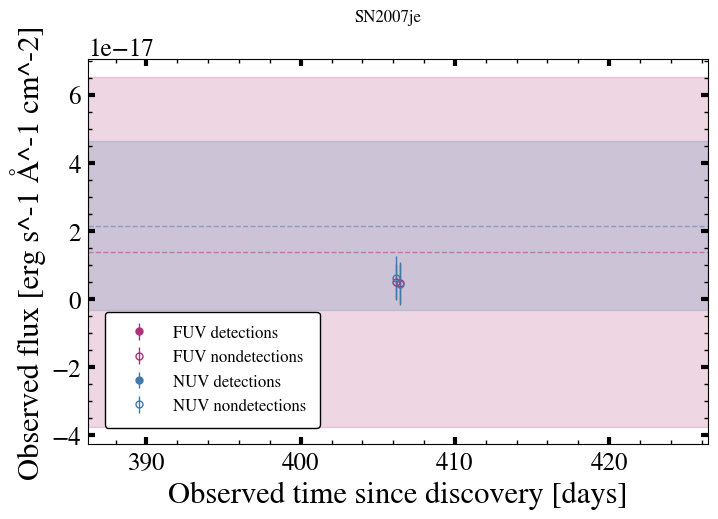 SN2007je
1e−17
Observed flux [erg s^-1 Å^-1 cm^-2]
6
4
2
0
−2
−4
FUV detections
FUV nondetections
NUV detections
NUV nondetections
390
400
410
420
Observed time since discovery [days]